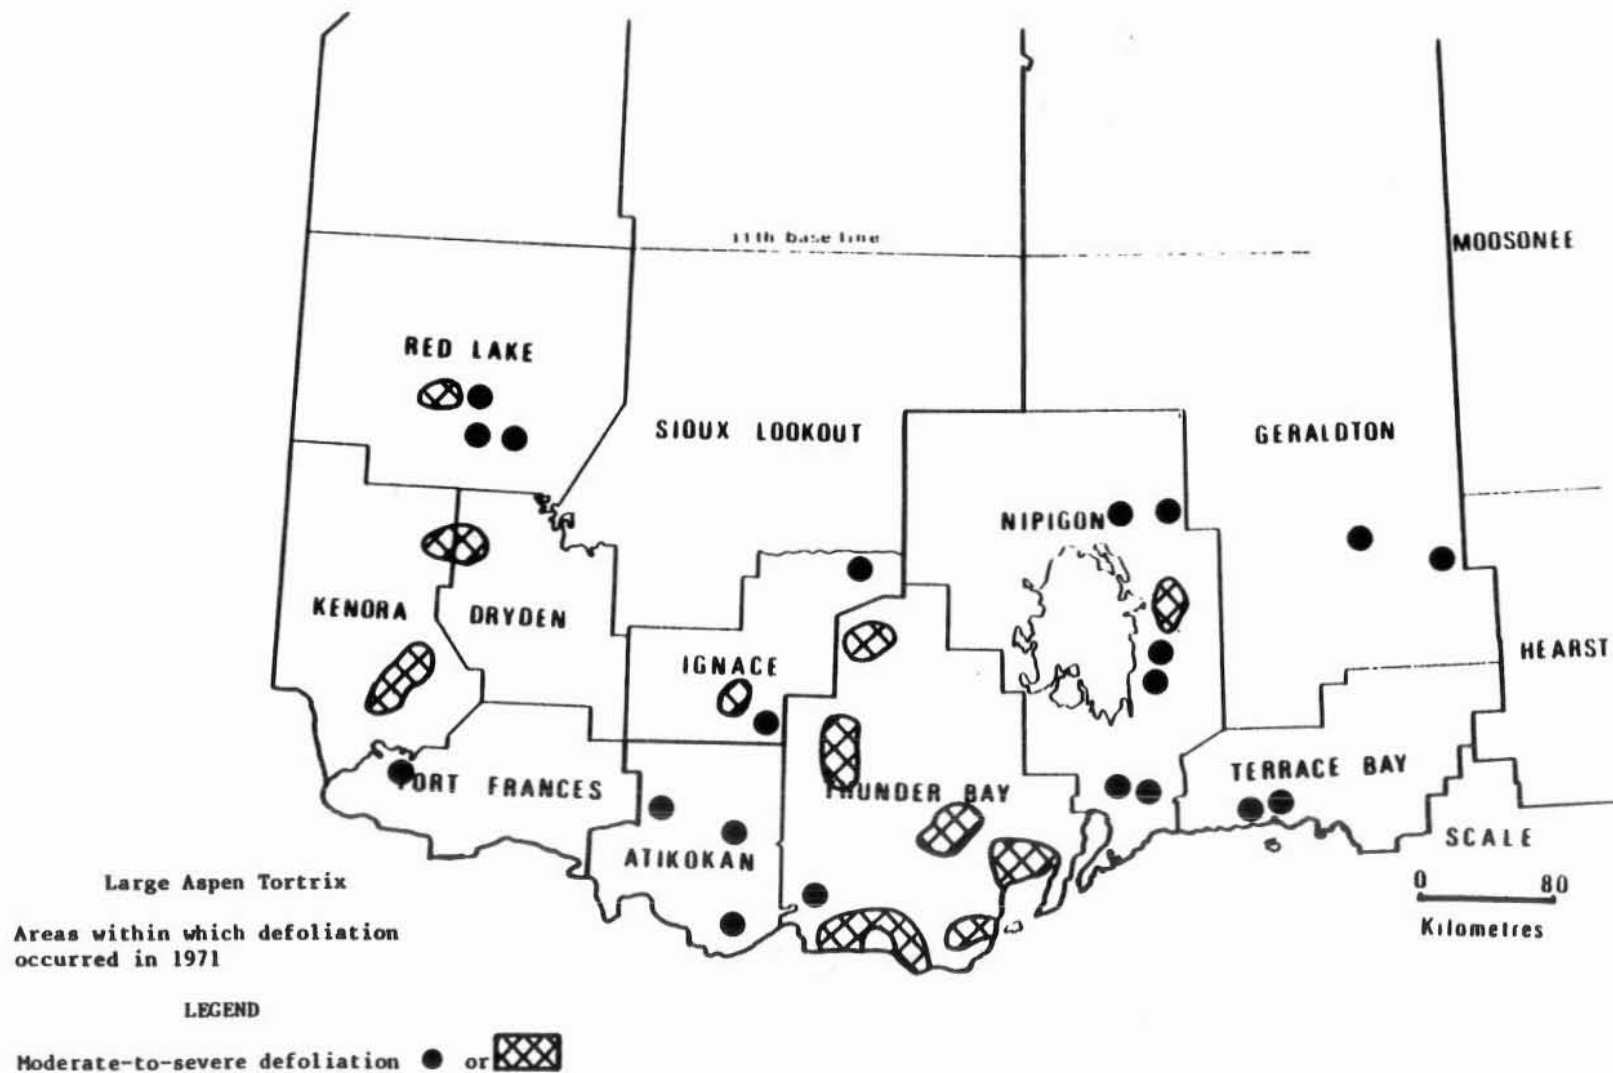 11th base line
MOOSONEE
RED LAKE
SIOUX LOOKOUT
GERALDTON
NIPIGON
KENORA
DRYDEN
IGNACE
HEARST
FORT FRANCES
THUNDER BAY
TERRACE BAY
ATIKOKAN
SCALE
0 80
Kilometres
Large Aspen Tortrix
Areas within which defoliation
occurred in 1971
LEGEND
Moderate-to-severe defoliation or